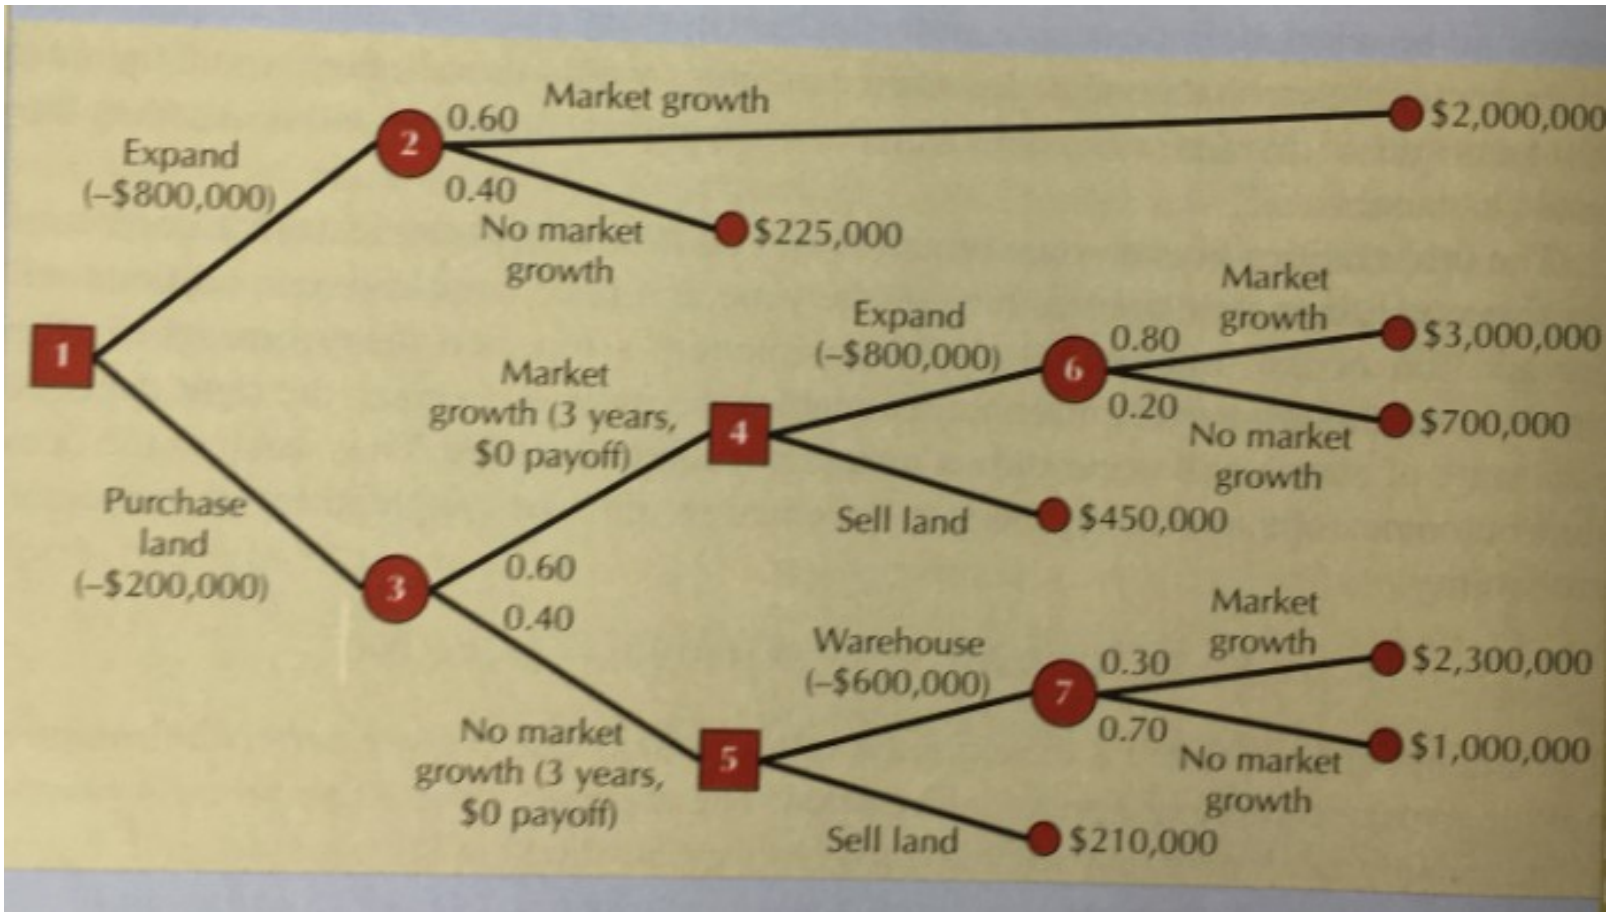 Market growth
0.60
$2,000,000
Expand
(–$800,000)
2
0.40
No market
growth
$225,000
1
Purchase
land
(–$200,000)
3
Market
growth (3 years,
$0 payoff)
0.60
0.40
No market
growth (3 years,
$0 payoff)
4
Expand
(–$800,000)
6
0.80
Market
growth
$3,000,000
0.20
No market
growth
$700,000
Sell land
$450,000
5
Warehouse
(–$600,000)
7
0.30
Market
growth
$2,300,000
0.70
No market
growth
$1,000,000
Sell land
$210,000